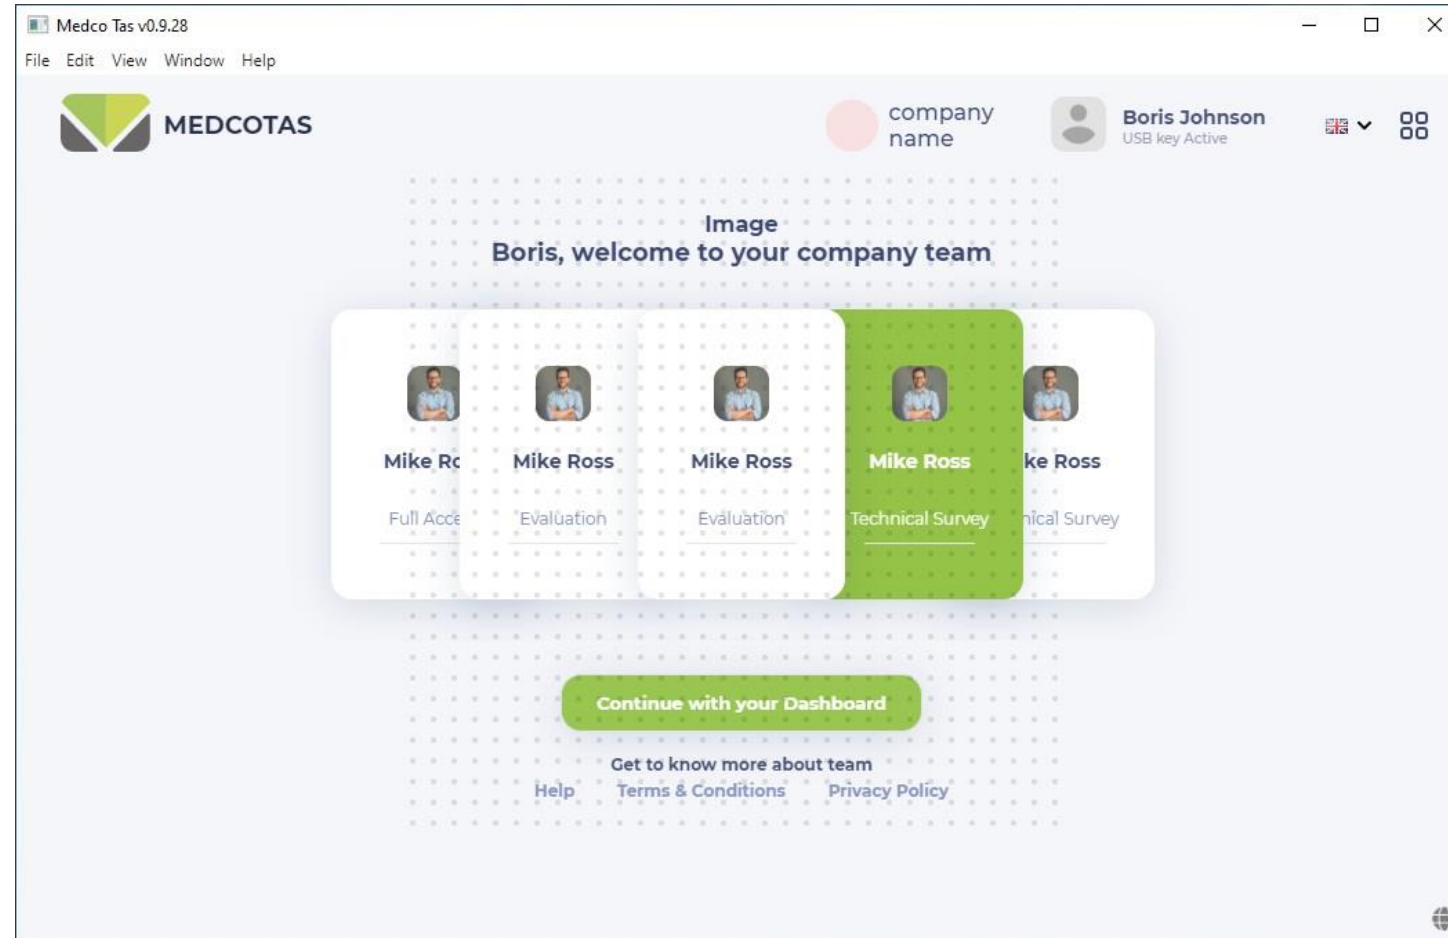 Medco Tas v0.9.28
File Edit View Window Help
MEDCOTAS
company
name
Boris Johnson
USB key Active
Image
Boris, welcome to your company team
Mike Ro Mike Ross Mike Ross Mike Ross ke Ross
Full Acce Evaluation Evaluation Technical Survey nical Survey
Continue with your Dashboard
Get to know more about team
Help Terms & Conditions Privacy Policy